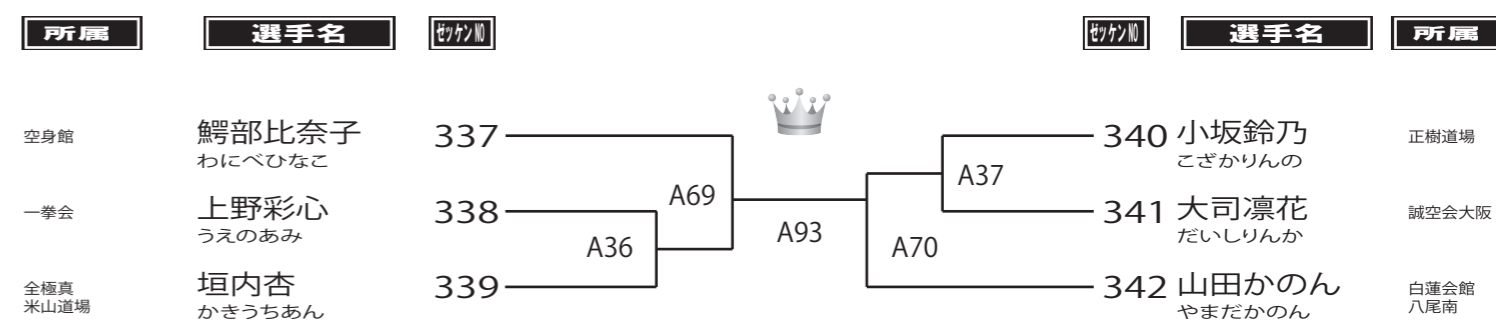 所属 選手名 ゼッケンNO ゼッケンNO 選手名 所属
空身館 鰐部比奈子 337 340 小坂鈴乃 正樹道場
わにべひなこ こざかりんの
A37
A69
一拳会 上野彩心 338 341 大司凛花 誠空会大阪
うえのあみ A93 だいしりんか
A36 A70
全極真 垣内杏 339 342 山田かのん 白蓮会館
米山道場 かきうちあん やまだかのん 八尾南